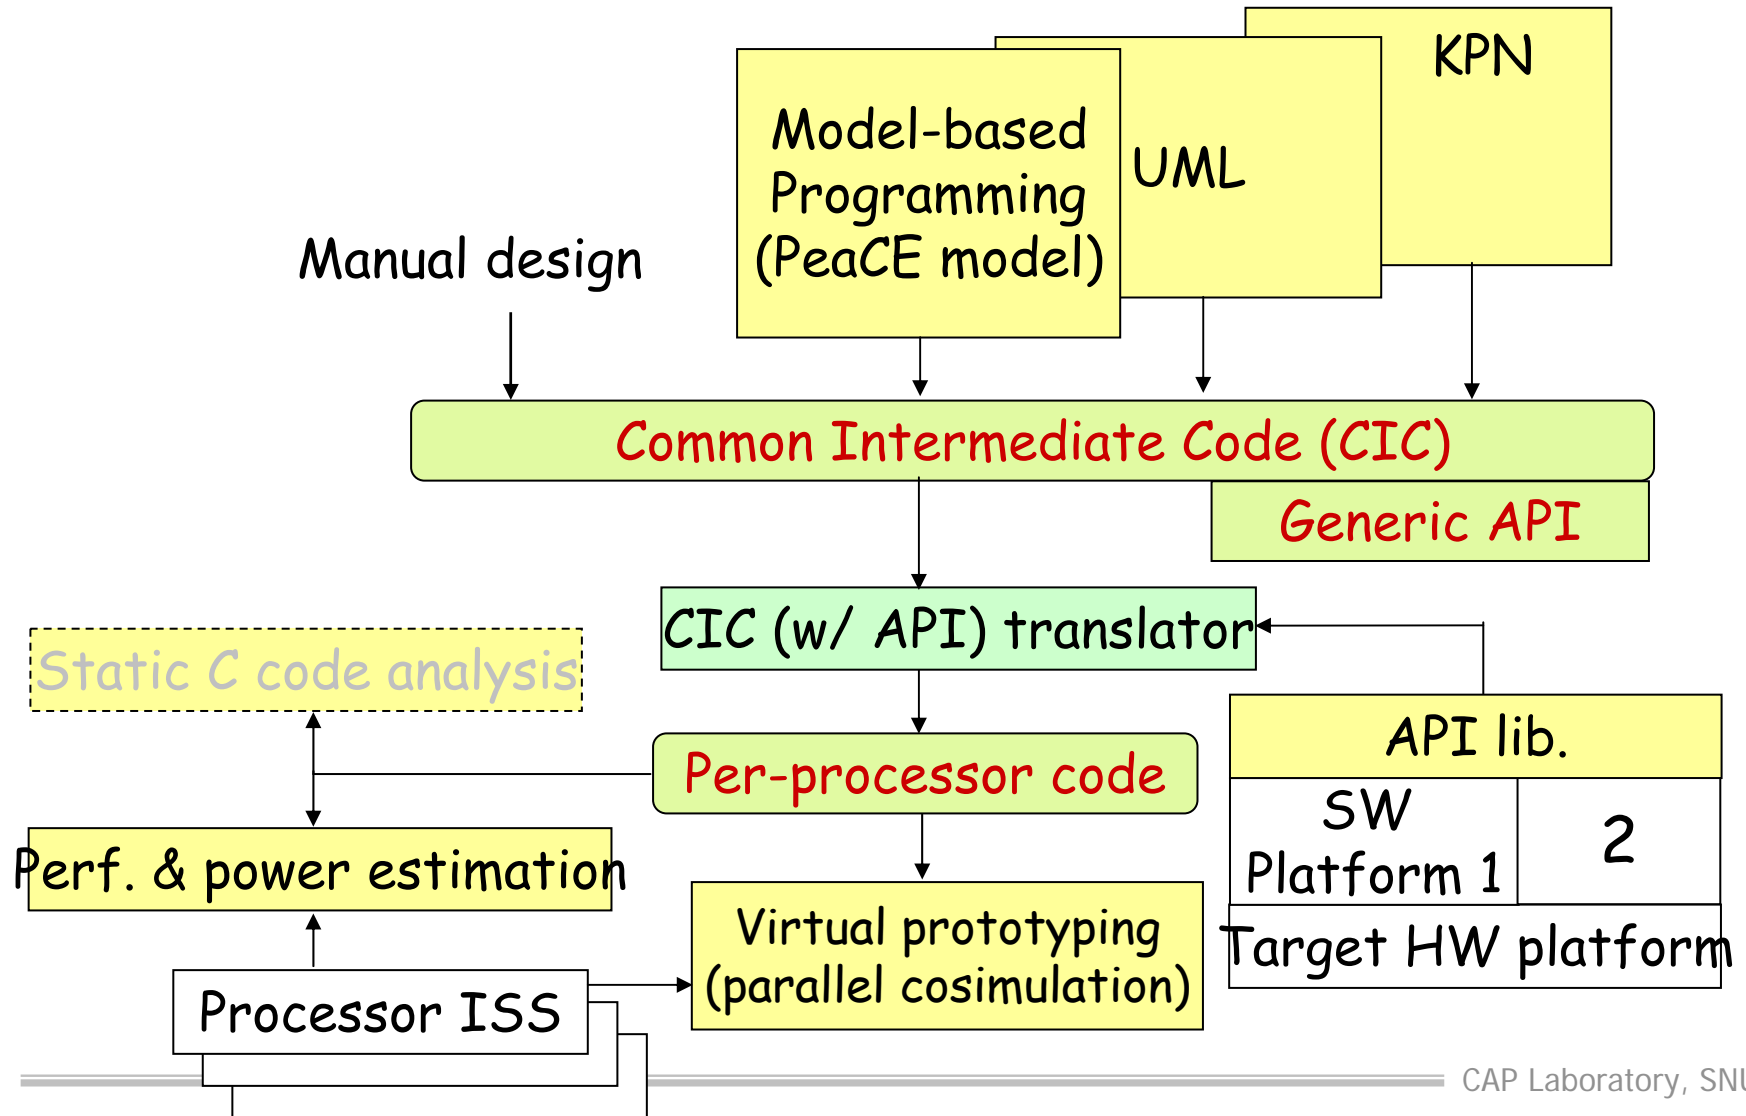 KPN
Model-based
Programming
(PeaCE model)
UML
Manual design
Common Intermediate Code (CIC)
Generic API
CIC (w/ API) translator
Static C code analysis
API lib.
Per-processor code
SW
Platform 1
2
Perf. & power estimation
Virtual prototyping
(parallel cosimulation)
Target HW platform
Processor ISS
CAP Laboratory, SNU